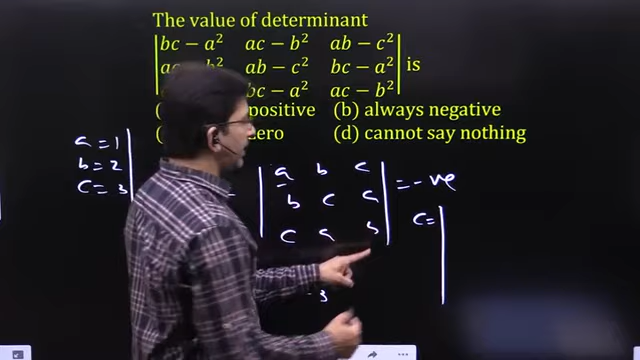 The value of determinant
|bc − a² ac − b² ab − c²|
ab − c² bc − a² | is
bc − a² ac − b²|
( positive (b) always negative
( ero (d) cannot say nothing
a = 1
b = 2
c = 3
| a b c | = -ve
b c a
c a b
c = |
3